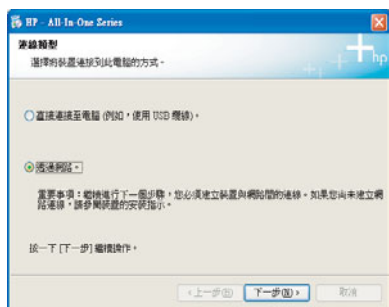 HP - All-In-One Series
連線類型
選擇將裝置連接到此電腦的方式。
hp
直接連接至電腦 (例如，使用 USB 纜線)。
透過網路。
重要事項：繼續進行下一個步驟，您必須建立裝置與網路間的連線。如果您尚未建立網
路連線，請參閱裝置的安裝指示。
按一下 [下一步] 繼續操作。
<上一步(B) 下一步(N)> 取消